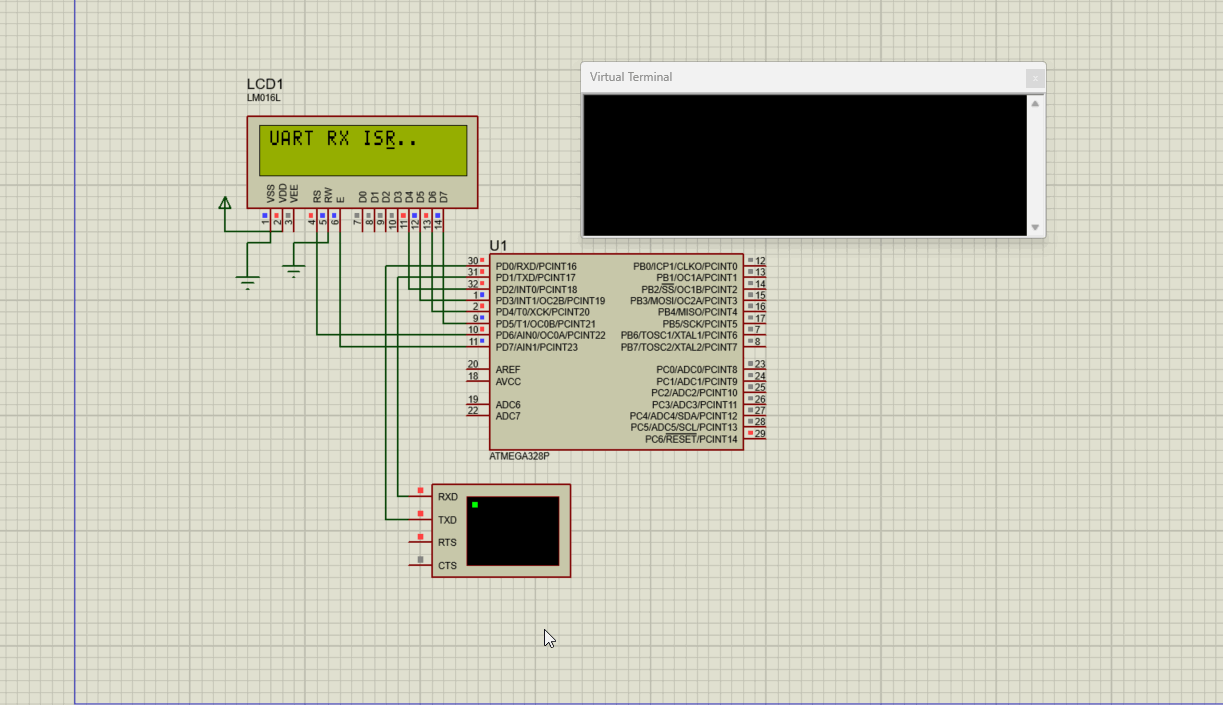 LCD1
LM016L
UART RX ISR..
VSS
VDD
VEE
RS
RW
E
D0
D1
D2
D3
D4
D5
D6
D7
1
2
3
4
5
6
7
8
9
10
11
12
13
14
Virtual Terminal
U1
30 PD0/RXD/PCINT16
31 PD1/TXD/PCINT17
32 PD2/INT0/PCINT18
1 PD3/INT1/OC2B/PCINT19
2 PD4/T0/XCK/PCINT20
9 PD5/T1/OC0B/PCINT21
10 PD6/AIN0/OC0A/PCINT22
11 PD7/AIN1/PCINT23
20 AREF
18 AVCC
19 ADC6
22 ADC7
PB0/ICP1/CLKO/PCINT0 12
PB1/OC1A/PCINT1 13
PB2/SS/OC1B/PCINT2 14
PB3/MOSI/OC2A/PCINT3 15
PB4/MISO/PCINT4 16
PB5/SCK/PCINT5 17
PB6/TOSC1/XTAL1/PCINT6 7
PB7/TOSC2/XTAL2/PCINT7 8
PC0/ADC0/PCINT8 23
PC1/ADC1/PCINT9 24
PC2/ADC2/PCINT10 25
PC3/ADC3/PCINT11 26
PC4/ADC4/SDA/PCINT12 27
PC5/ADC5/SCL/PCINT13 28
PC6/RESET/PCINT14 29
ATMEGA328P
RXD
TXD
RTS
CTS